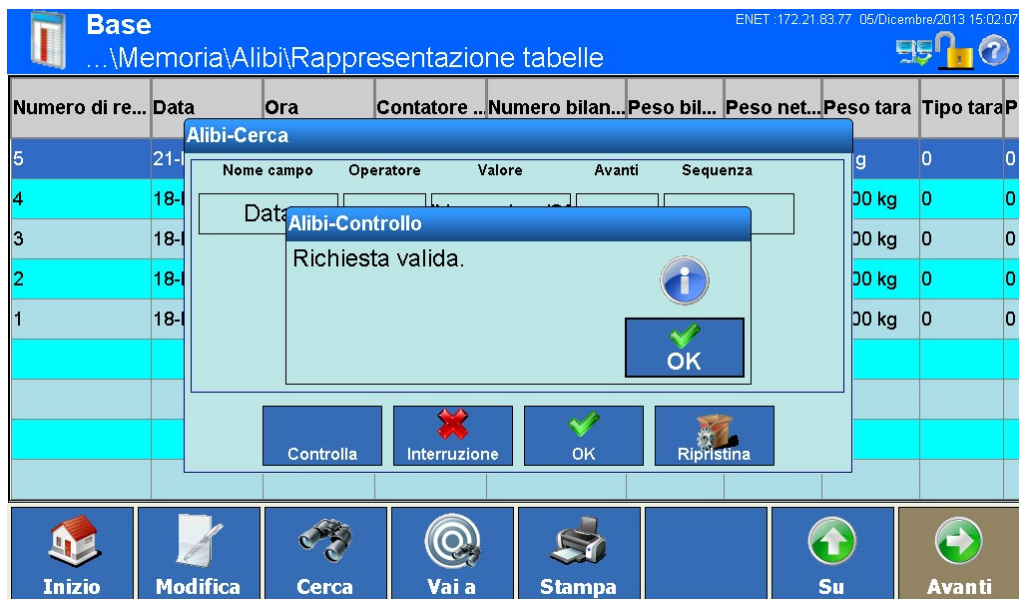 Base
ENET :172.21.83.77 05/Dicembre/2013 15:02:07
...\Memoria\Alibi\Rappresentazione tabelle
Numero di re... Data Ora Contatore ... Numero bilan... Peso bil... Peso net... Peso tara Tipo tara P
Alibi-Cerca
5 21- g 0 0
Nome campo Operatore Valore Avanti Sequenza
4 18- 00 kg 0 0
Data
Alibi-Controllo
3 18- 00 kg 0 0
Richiesta valida.
2 18- 00 kg 0 0
1 18- 00 kg 0 0
OK
Controlla Interruzione OK Ripristina
Inizio Modifica Cerca Vai a Stampa Su Avanti